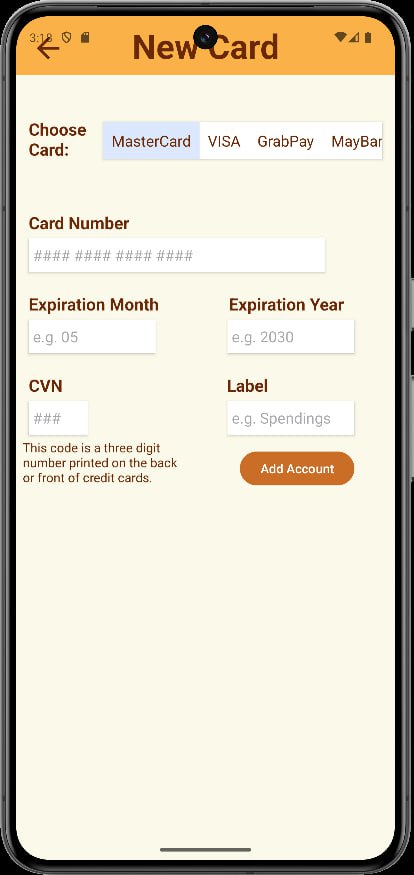 3:18
New Card
Choose
Card:
MasterCard VISA GrabPay MayBan
Card Number
#### #### #### ####
Expiration Month Expiration Year
e.g. 05 e.g. 2030
CVN Label
### e.g. Spendings
This code is a three digit
number printed on the back
or front of credit cards.
Add Account